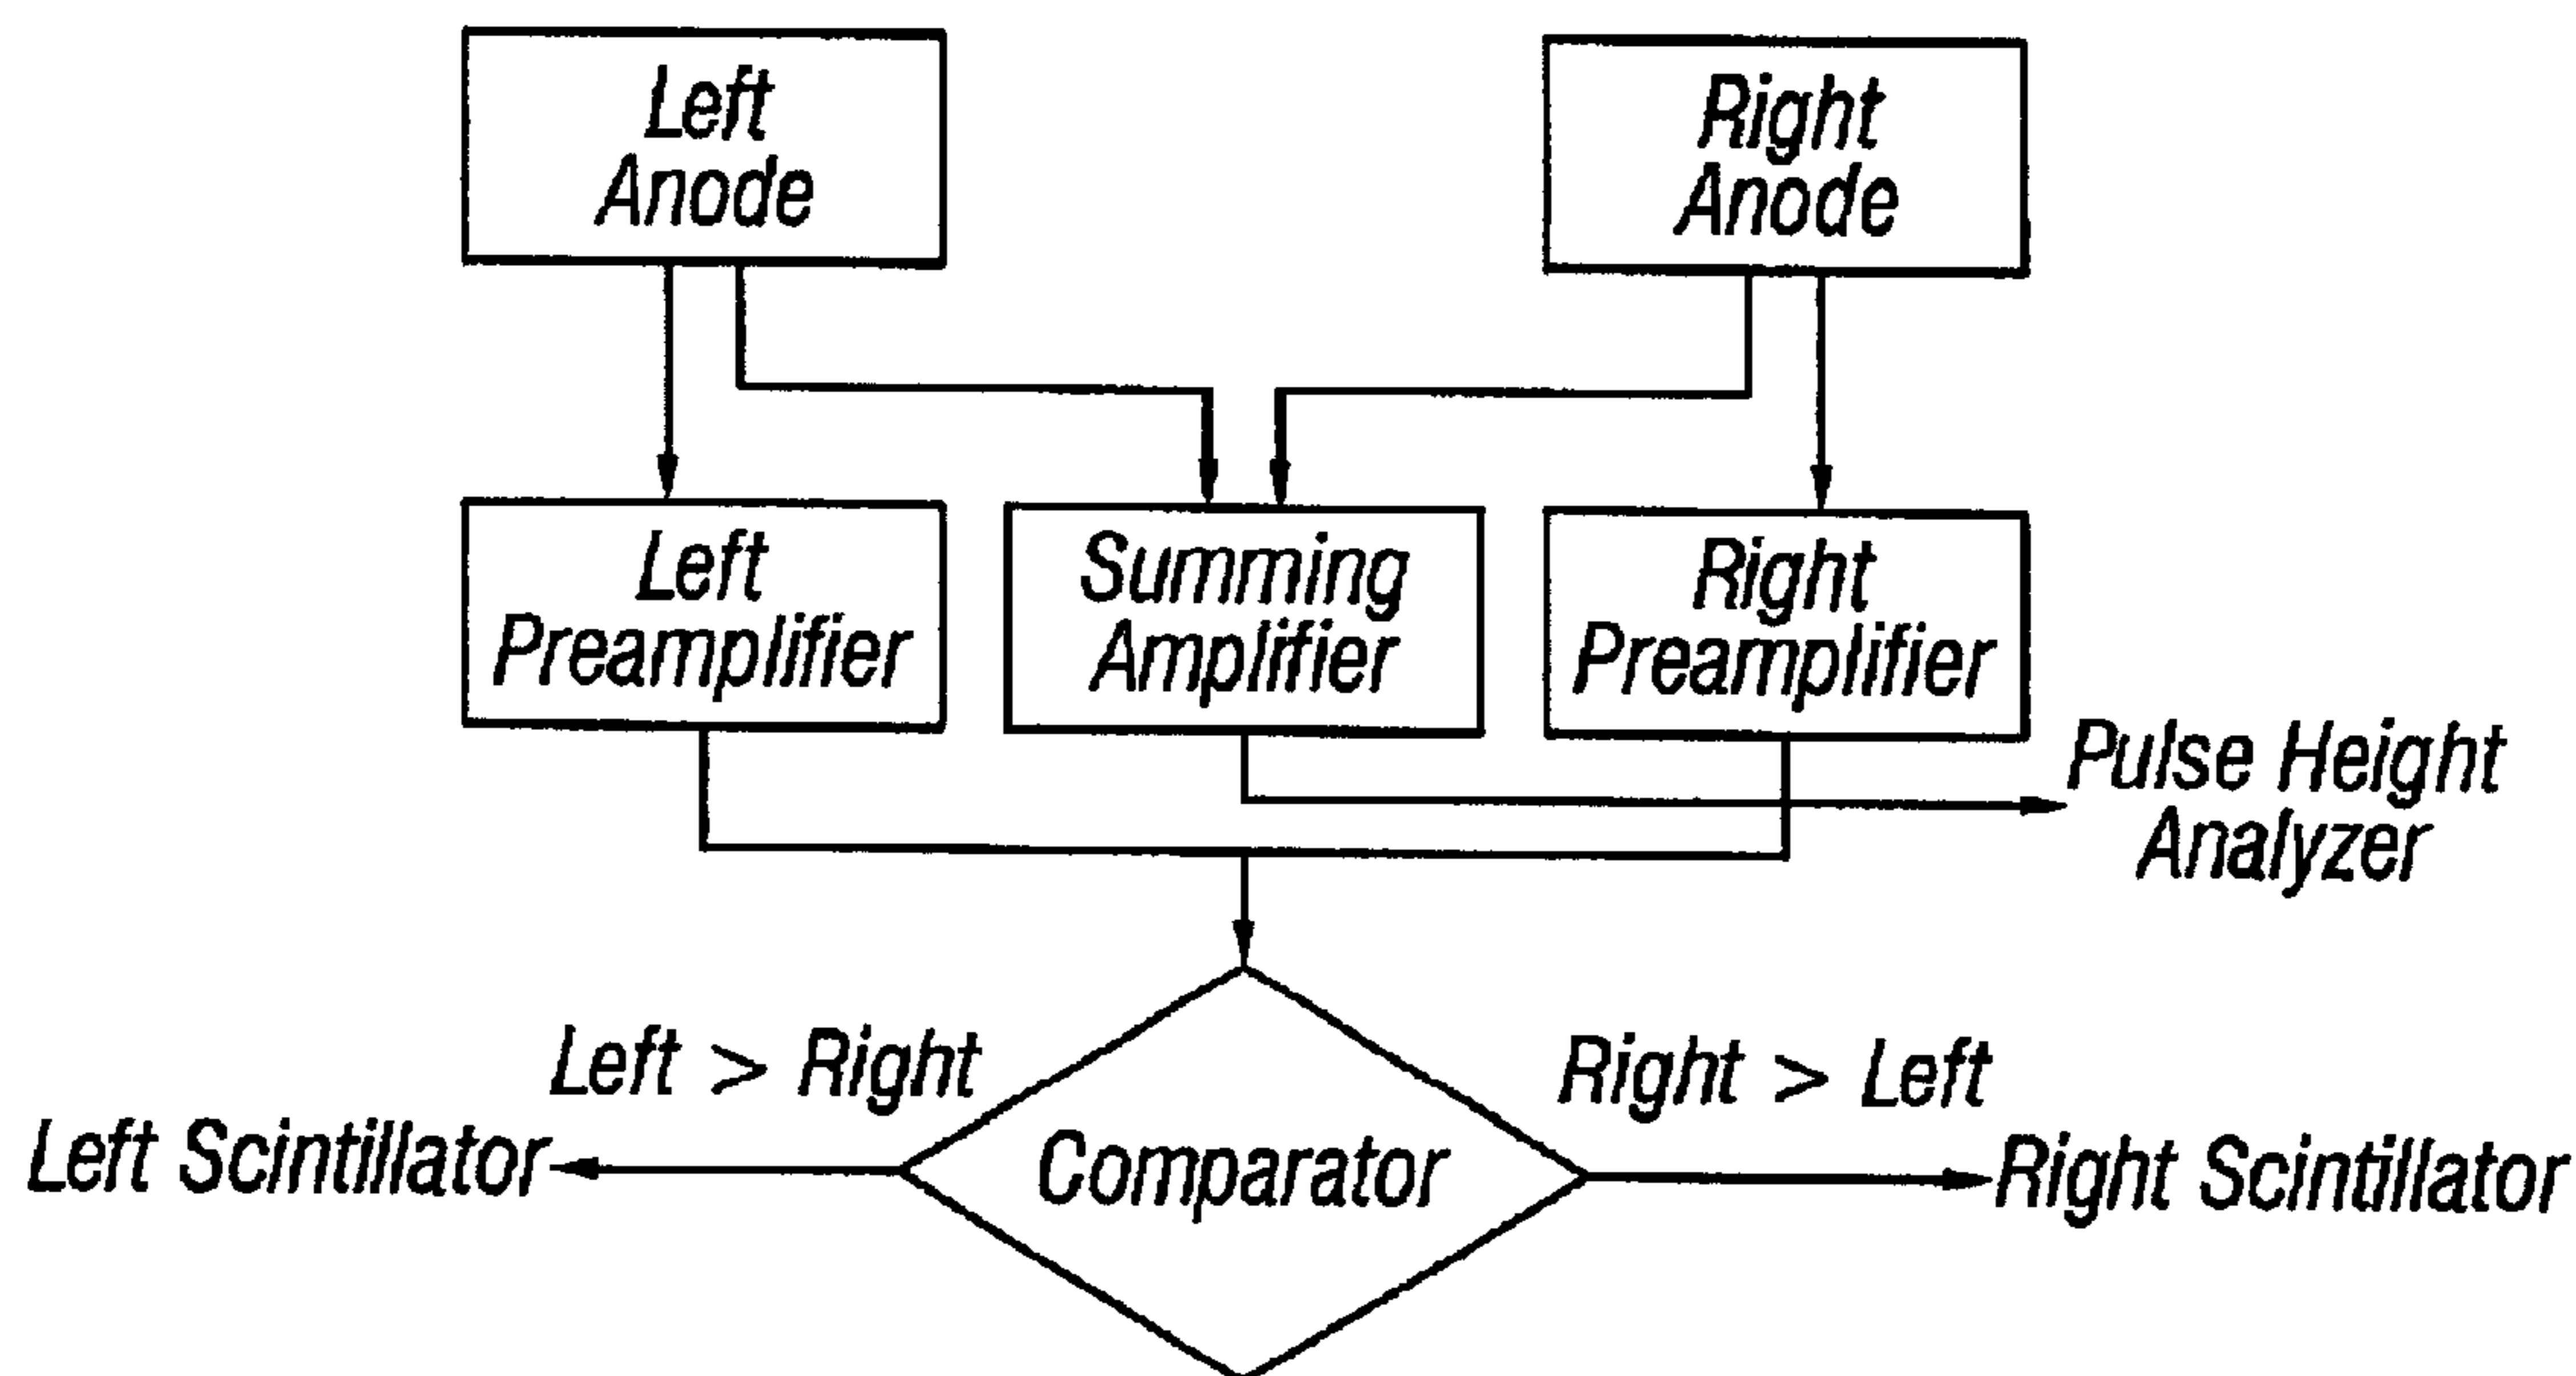 Left
Anode
Right
Anode
Left
Preamplifier
Summing
Amplifier
Right
Preamplifier
Pulse Height
Analyzer
Left > Right
Right > Left
Left Scintillator
Comparator
Right Scintillator